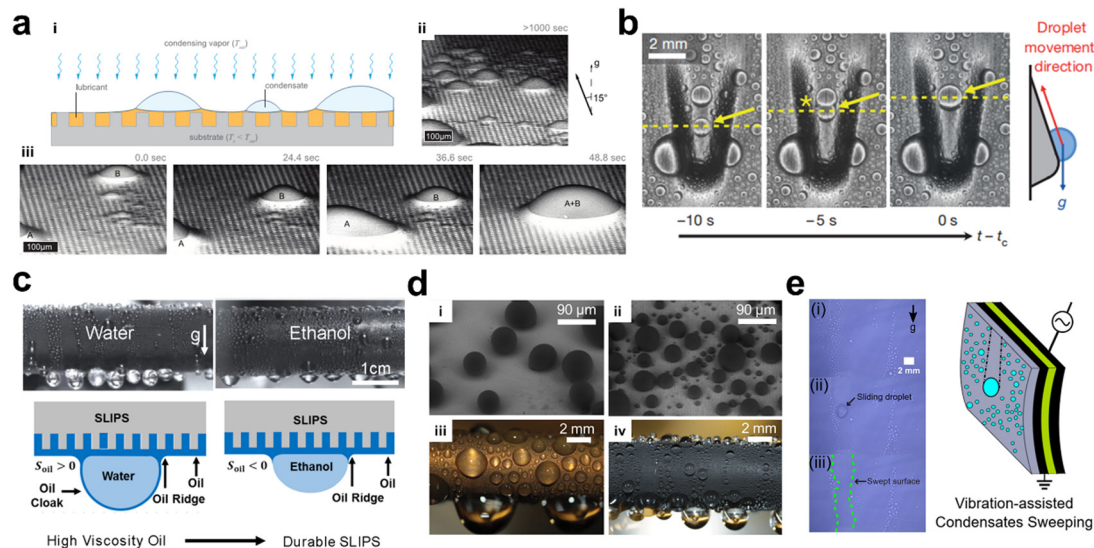 a
i
condensing vapor (Tsat)
lubricant
condensate
substrate (Ts < Tsat)
ii
>1000 sec
g
15°
100µm
iii
0.0 sec
24.4 sec
36.6 sec
48.8 sec
B
A
100µm
B
A
B
A
A+B
b
2 mm
*
−10 s
−5 s
0 s
t − tc
Droplet
movement
direction
g
c
Water
g
Ethanol
1cm
SLIPS
SLIPS
Soil > 0
Water
Soil < 0
Ethanol
Oil
Cloak
Oil Ridge
Oil
Oil
Ridge
Oil
High Viscosity Oil
Durable SLIPS
d
i
90 µm
ii
90 µm
iii
2 mm
iv
2 mm
e
(i)
g
2 mm
(ii)
Sliding droplet
(iii)
Swept surface
Vibration-assisted
Condensates Sweeping